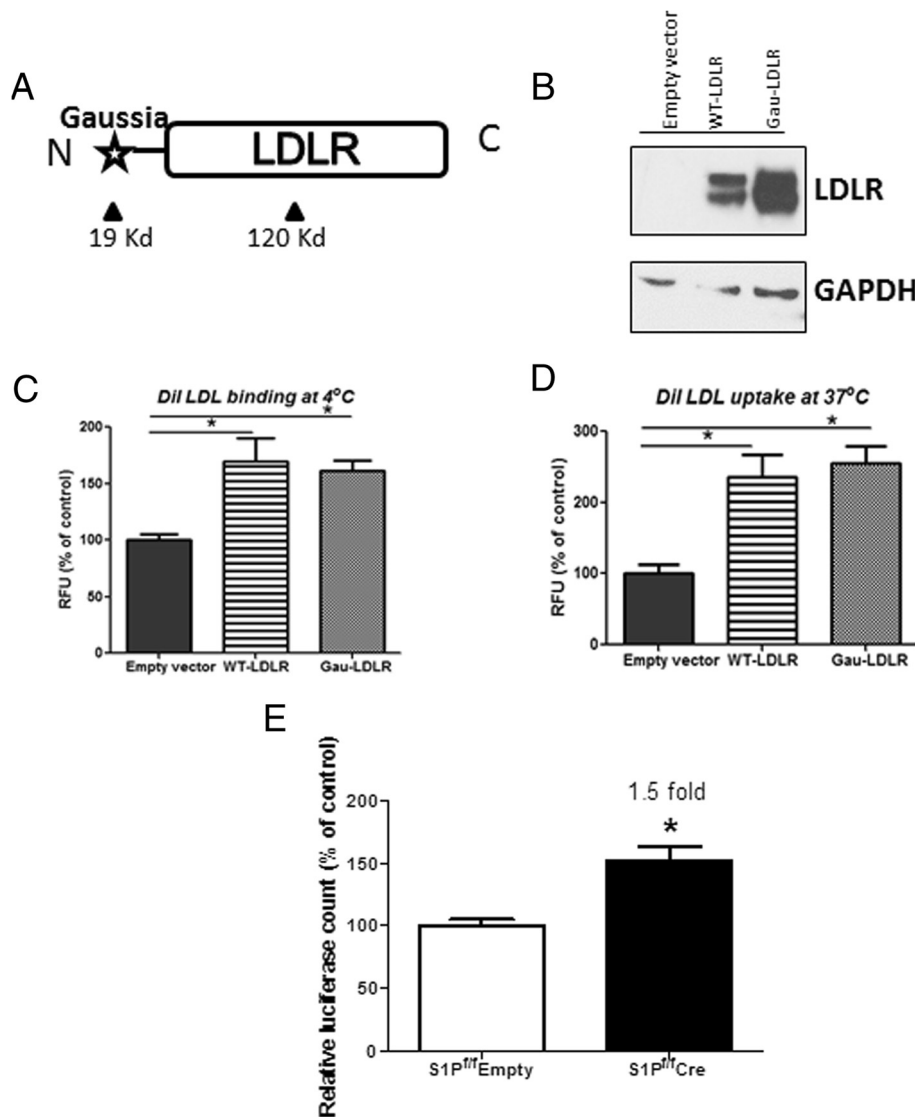 A
Gaussia
N
LDLR
C
19 Kd
120 Kd
B
Empty vector
WT-LDLR
Gau-LDLR
LDLR
GAPDH
C
Dil LDL binding at 4°C
*
*
RFU (% of control)
200
150
100
50
0
Empty vector
WT-LDLR
Gau-LDLR
D
Dil LDL uptake at 37°C
*
*
RFU (% of control)
300
200
100
0
Empty vector
WT-LDLR
Gau-LDLR
E
Relative luciferase count (% of control)
200
150
100
50
0
1.5 fold
*
S1Pf/fEmpty
S1Pf/fCre